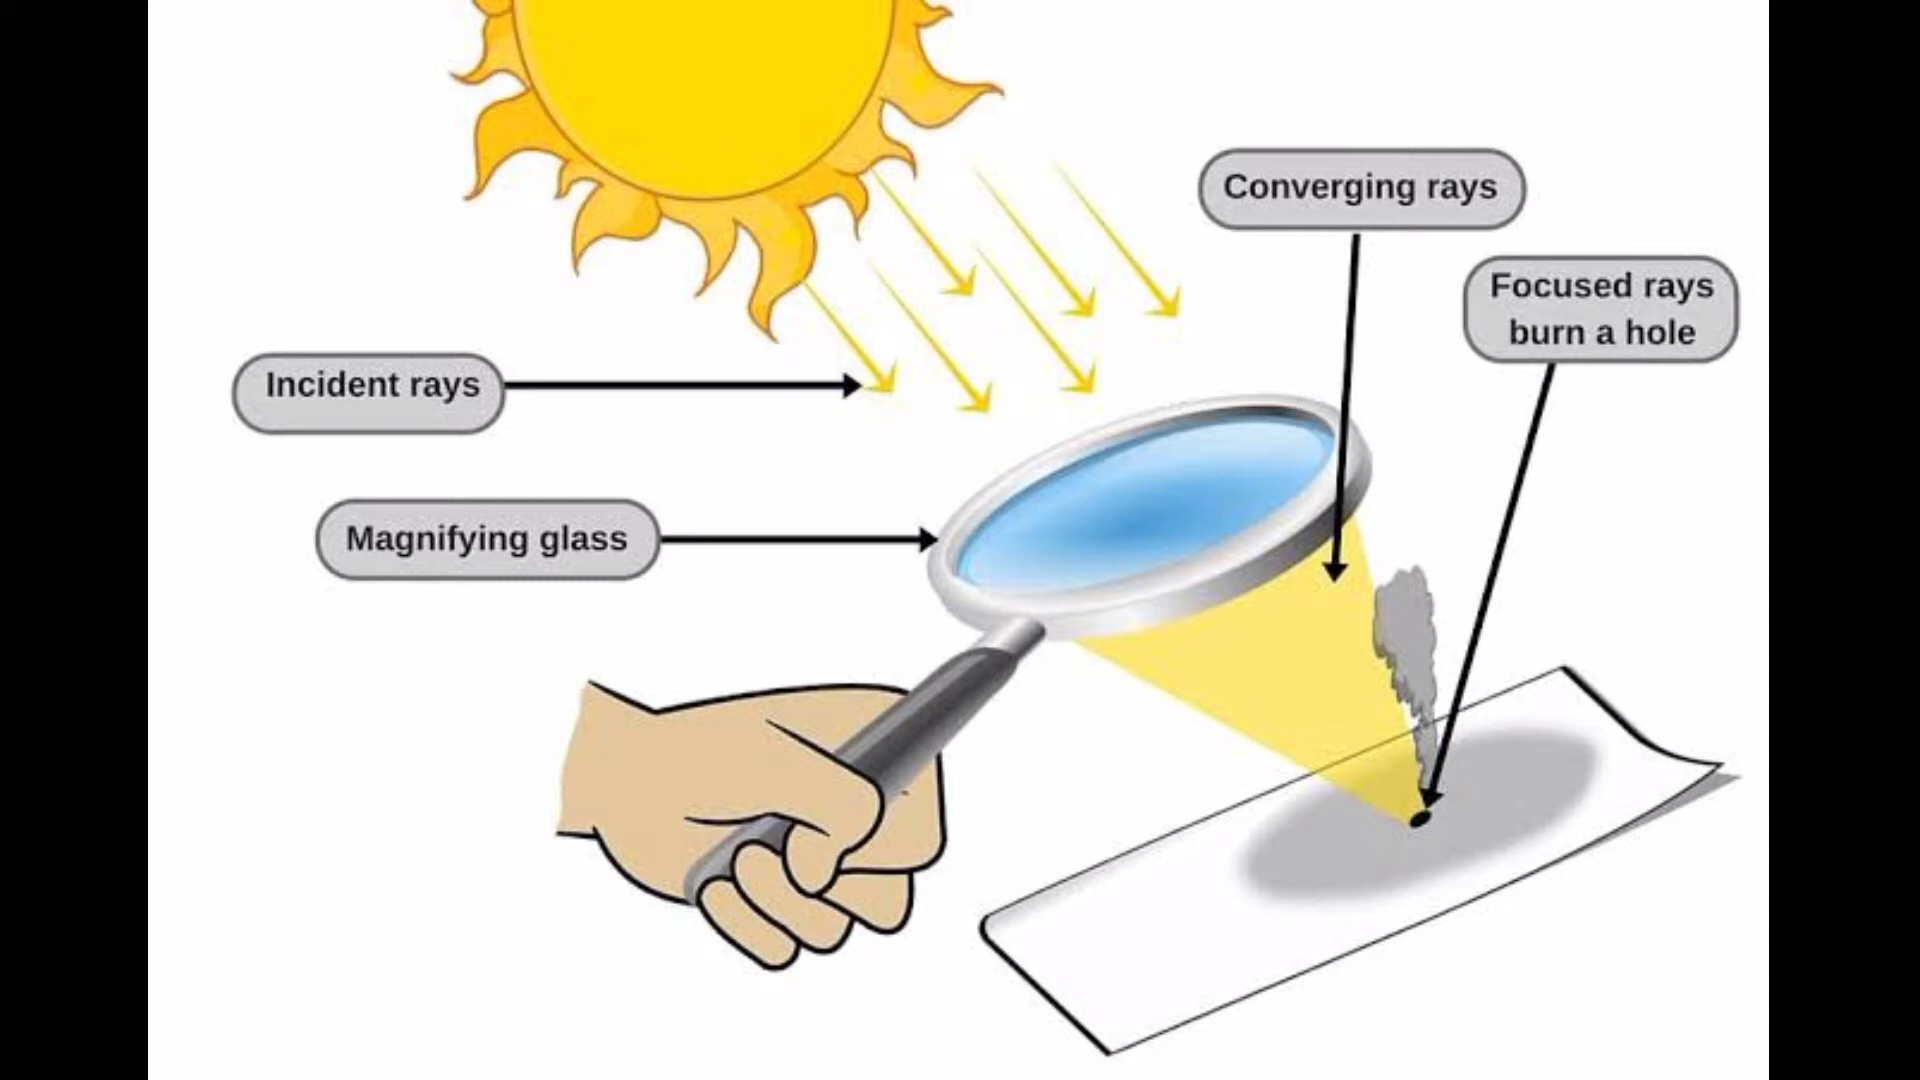 Converging rays
Focused rays
burn a hole
Incident rays
Magnifying glass